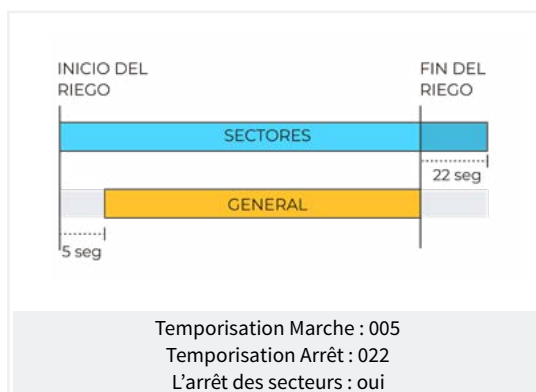 INICIO DEL
RIEGO
FIN DEL
RIEGO
SECTORES
22 seg
GENERAL
5 seg
Temporisation Marche : 005
Temporisation Arrêt : 022
L’arrêt des secteurs : oui